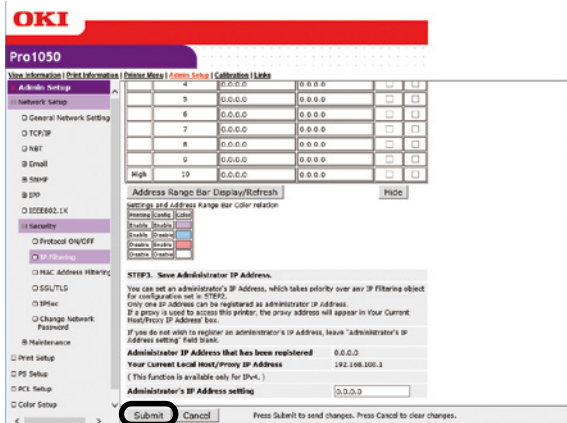 OKI
Pro1050
View Information | Print Information | Printer Menu | Admin Setup | Calibration | Links
Admin Setup
Network Setup
General Network Setting
TCP/IP
NBT
Email
SNMP
IPP
IEEE802.1X
Security
Protocol ON/OFF
IP Filtering
MAC Address Filtering
SSL/TLS
IPSec
Change Network
Password
Maintenance
Print Setup
PS Setup
PCL Setup
Color Setup
4 0.0.0.0 0.0.0.0
5 0.0.0.0 0.0.0.0
6 0.0.0.0 0.0.0.0
7 0.0.0.0 0.0.0.0
8 0.0.0.0 0.0.0.0
9 0.0.0.0 0.0.0.0
High 10 0.0.0.0 0.0.0.0
Address Range Bar Display/Refresh Hide
Settings and Address Range Bar Color relation
Printing Config Color
Enable Enable
Enable Disable
Disable Enable
Disable Disable
STEP3. Save Administrator IP Address.
You can set an administrator's IP Address, which takes priority over any IP Filtering object
for configuration set in STEP2.
Only one IP Address can be registered as administrator IP Address.
If a proxy is used to access this printer, the proxy address will appear in Your Current
Host/Proxy IP Address' box.
If you do not wish to register an administrator's IP Address, leave "Administrator's IP
Address setting" field blank.
Administrator IP Address that has been registered 0.0.0.0
Your Current Local Host/Proxy IP Address 192.168.100.1
( This function is available only for IPv4. )
Administrator's IP Address setting 0.0.0.0
Submit Cancel Press Submit to send changes. Press Cancel to clear changes.